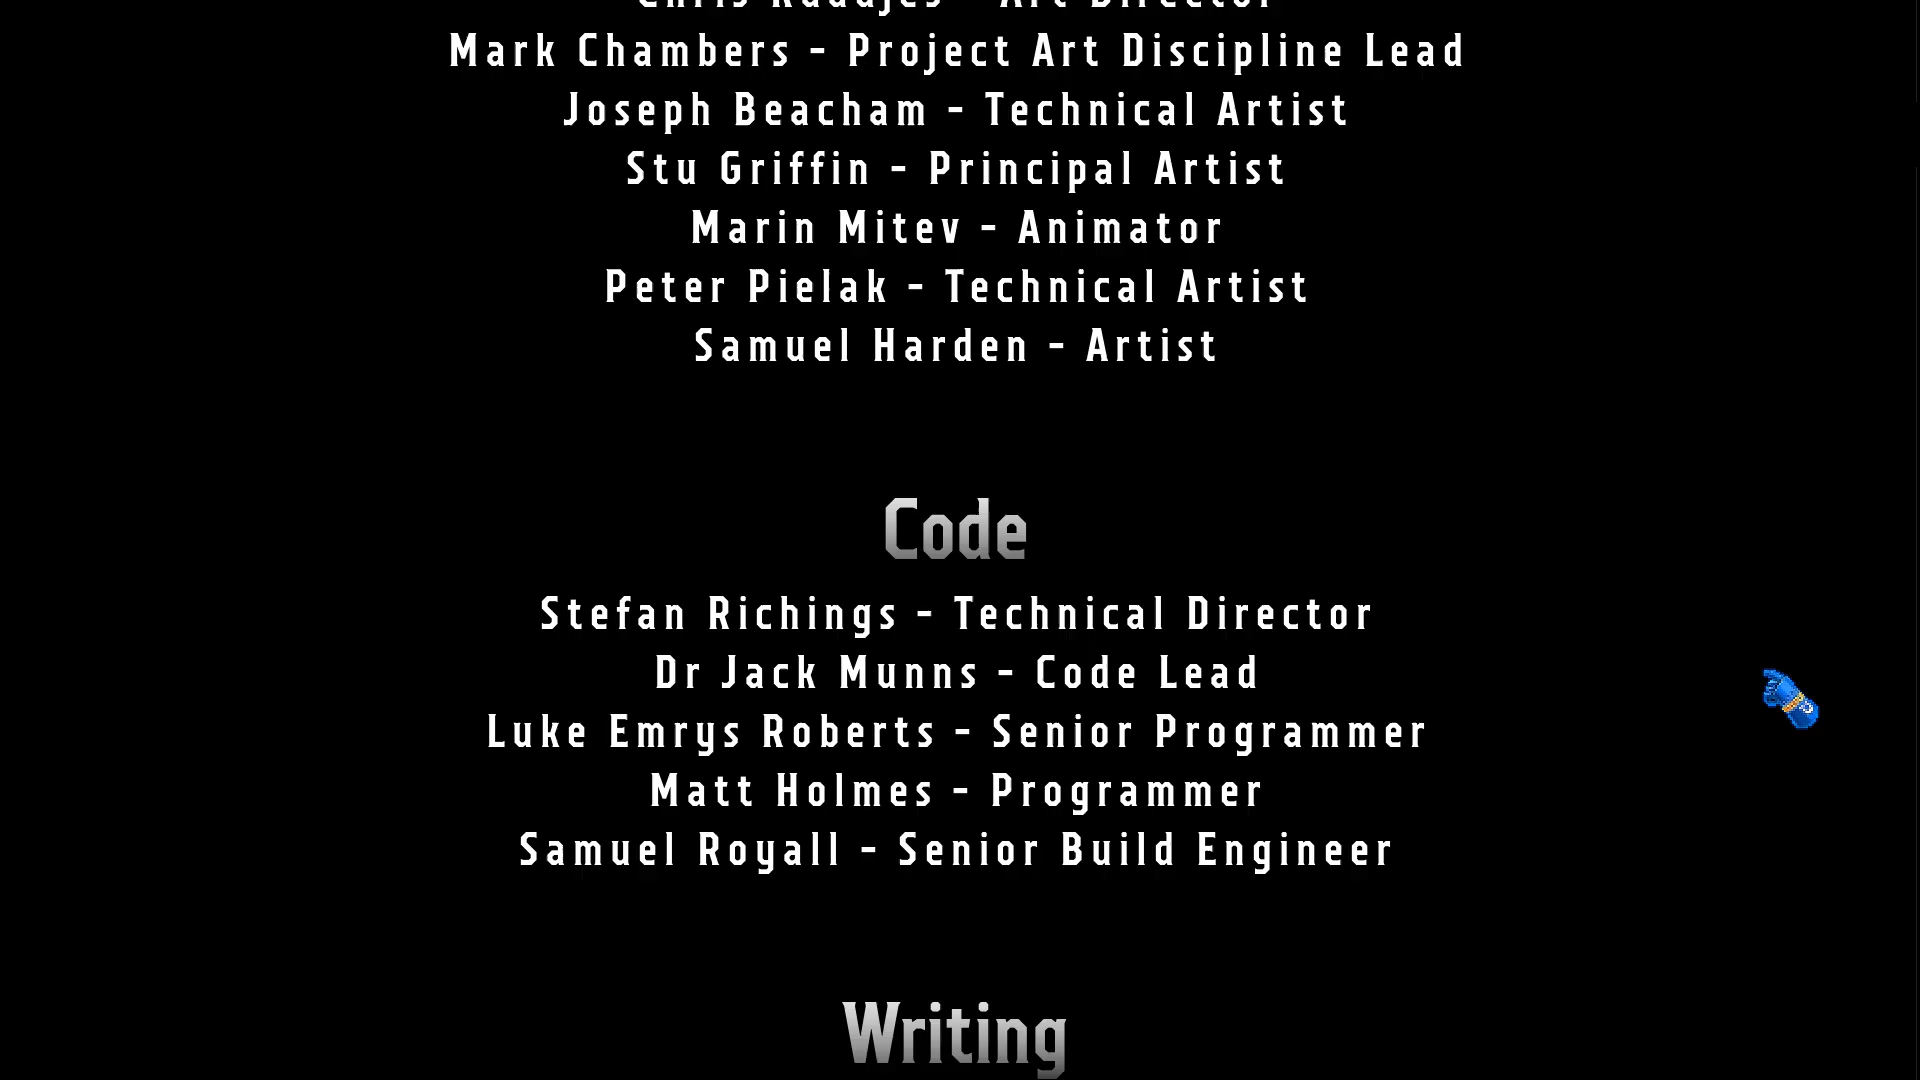 Mark Chambers - Project Art Discipline Lead
Joseph Beacham - Technical Artist
Stu Griffin - Principal Artist
Marin Mitev - Animator
Peter Pielak - Technical Artist
Samuel Harden - Artist
Code
Stefan Richings - Technical Director
Dr Jack Munns - Code Lead
Luke Emrys Roberts - Senior Programmer
Matt Holmes - Programmer
Samuel Royall - Senior Build Engineer
Writing